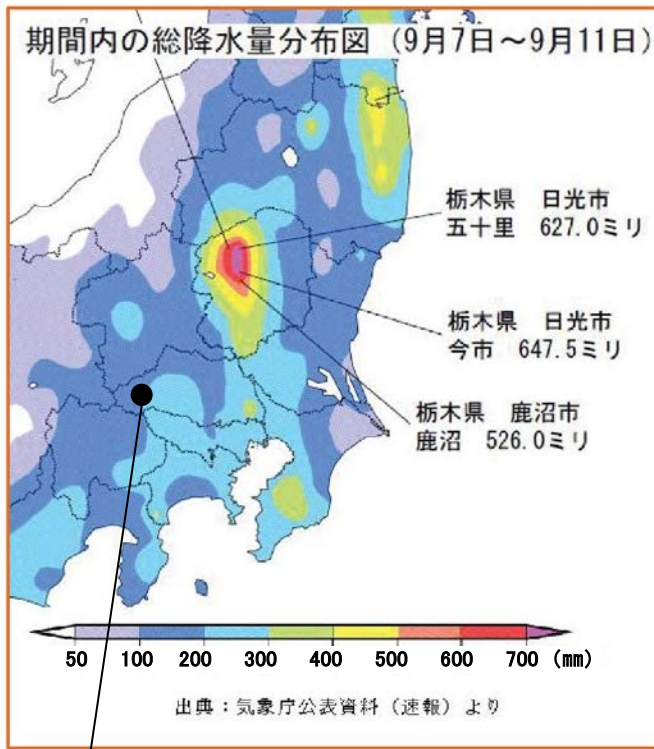 期間内の総降水量分布図 (9月7日～9月11日)
栃木県 日光市
五十里 627.0ミリ
栃木県 日光市
今市 647.5ミリ
栃木県 鹿沼市
鹿沼 526.0ミリ
50 100 200 300 400 500 600 700 (mm)
出典：気象庁公表資料（速報）より